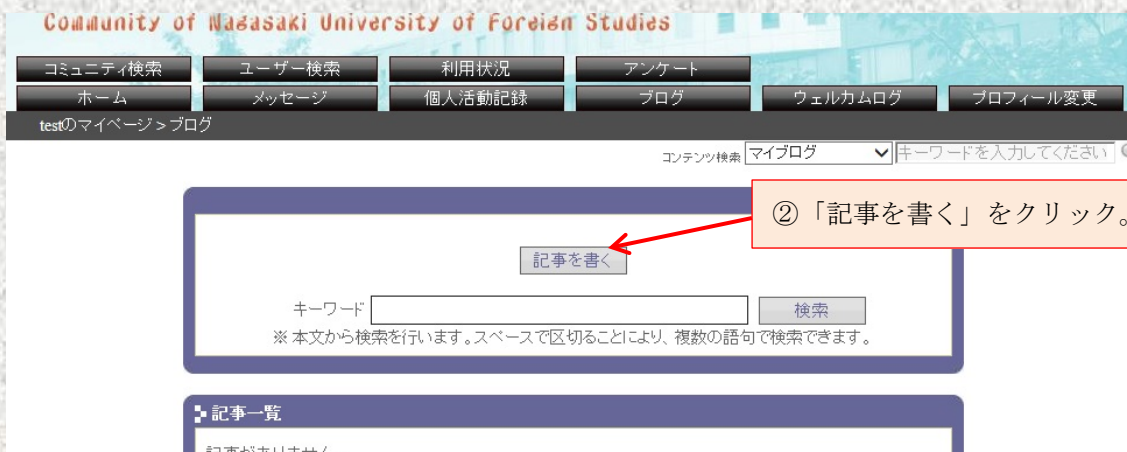 Community of Nagasaki University of Foreign Studies
コミュニティ検索 ユーザー検索 利用状況 アンケート
ホーム メッセージ 個人活動記録 ブログ ウェルカムログ プロフィール変更
testのマイページ > ブログ
コンテンツ検索 マイブログ キーワードを入力してください
②「記事を書く」をクリック。
記事を書く
キーワード 検索
※ 本文から検索を行います。スペースで区切ることにより、複数の語句で検索できます。
記事一覧
記事がありません